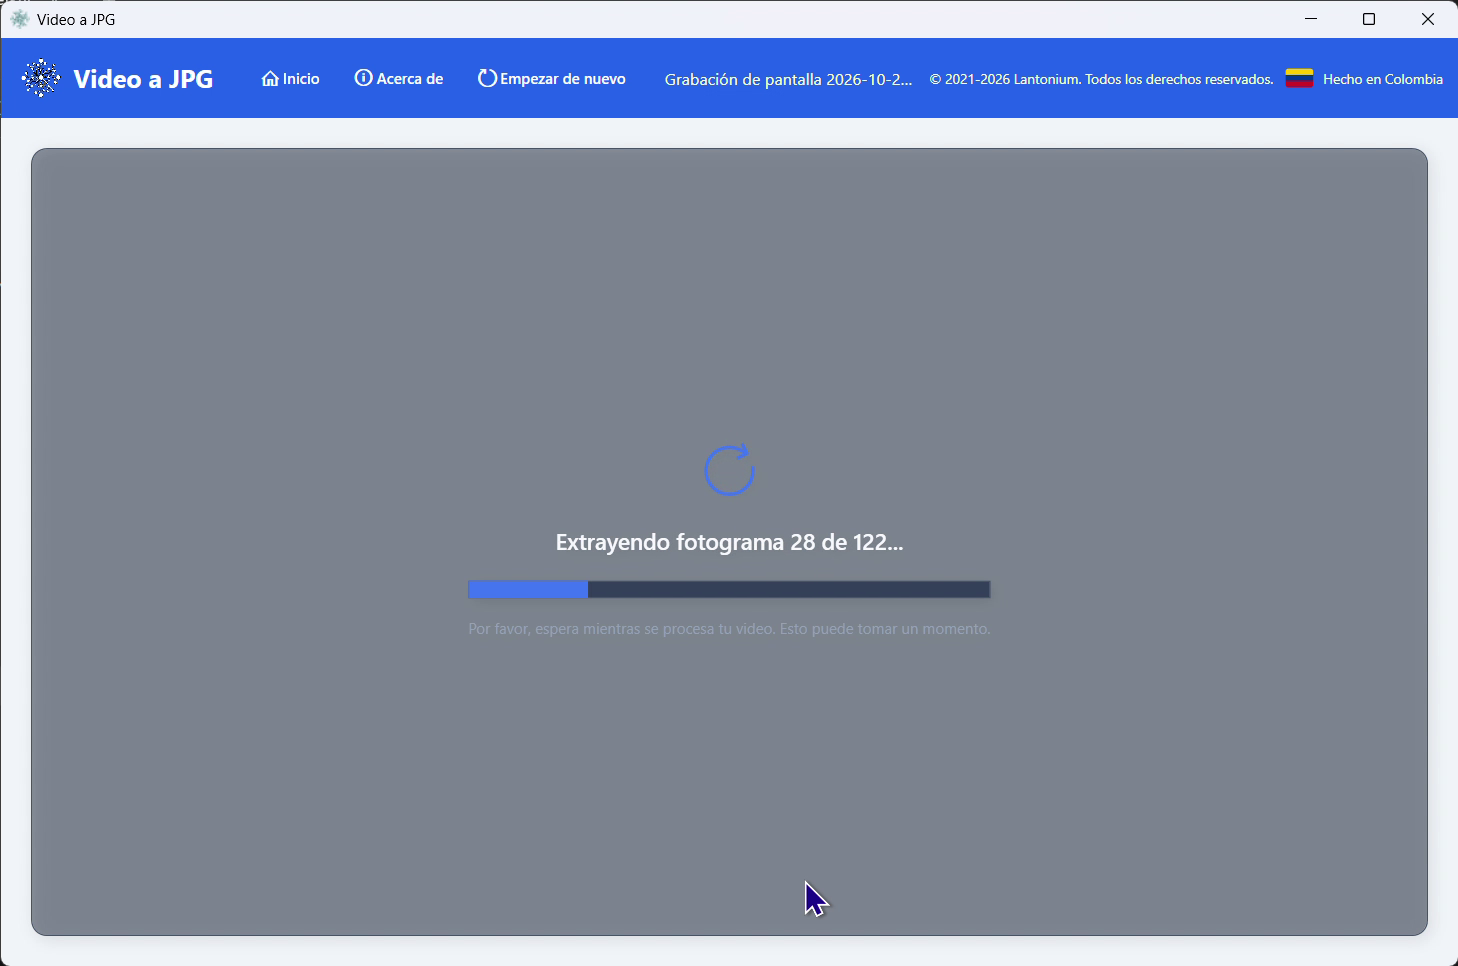 Video a JPG
Video a JPG Inicio Acerca de Empezar de nuevo Grabación de pantalla 2026-10-2... © 2021-2026 Lantonium. Todos los derechos reservados. Hecho en Colombia
Extrayendo fotograma 28 de 122...
Por favor, espera mientras se procesa tu video. Esto puede tomar un momento.